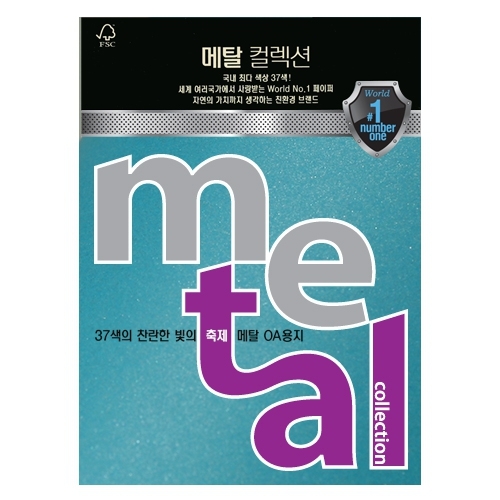 FSC
메탈 컬렉션
국내 최다 색상 37색!
세계 여러국가에서 사랑받는 World No.1 페이퍼
자연의 가치까지 생각하는 친환경 브랜드
World
#1
number
one
metal
37색의 찬란한 빛의 축제 메탈 OA용지
collection